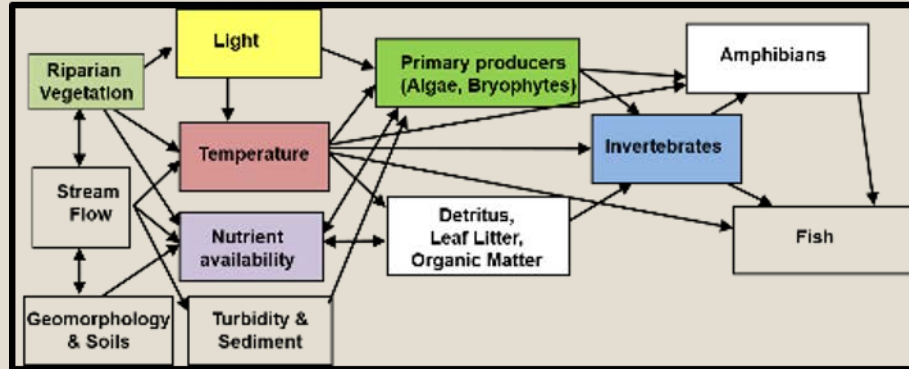 Riparian
Vegetation
Light
Primary producers
(Algae, Bryophytes)
Amphibians
Temperature
Invertebrates
Stream
Flow
Nutrient
availability
Detritus,
Leaf Litter,
Organic Matter
Fish
Geomorphology
& Soils
Turbidity &
Sediment